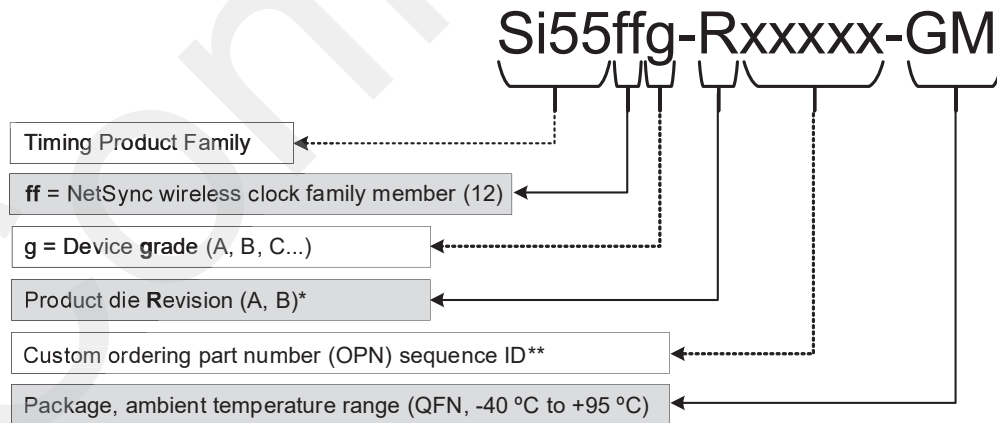 Si55ffg-Rxxxxx-GM
Timing Product Family
ff = NetSync wireless clock family member (12)
g = Device grade (A, B, C...)
Product die Revision (A, B)*
Custom ordering part number (OPN) sequence ID**
Package, ambient temperature range (QFN, -40 ºC to +95 ºC)